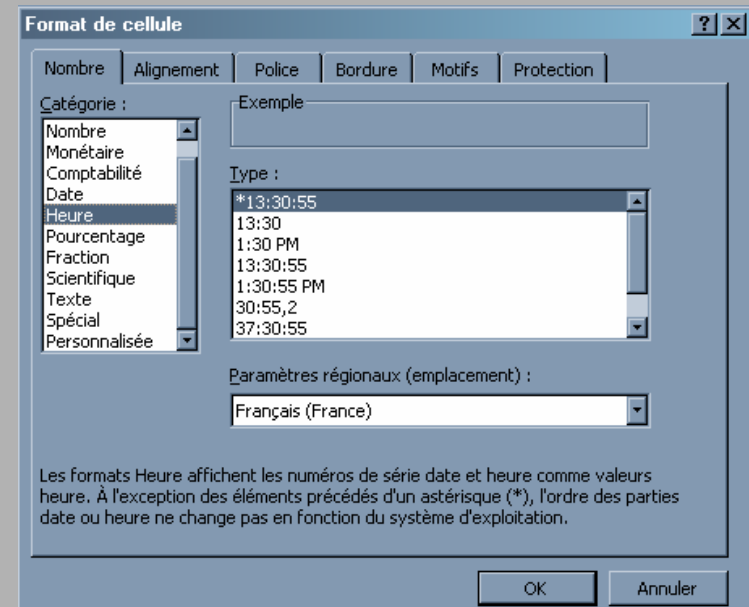 Format de cellule
Nombre Alignement Police Bordure Motifs Protection
Catégorie :
Nombre
Monétaire
Comptabilité
Date
Heure
Pourcentage
Fraction
Scientifique
Texte
Spécial
Personnalisée
Exemple
Type :
*13:30:55
13:30
1:30 PM
13:30:55
1:30:55 PM
30:55,2
37:30:55
Paramètres régionaux (emplacement) :
Français (France)
Les formats Heure affichent les numéros de série date et heure comme valeurs
heure. À l'exception des éléments précédés d'un astérisque (*), l'ordre des parties
date ou heure ne change pas en fonction du système d'exploitation.
OK Annuler